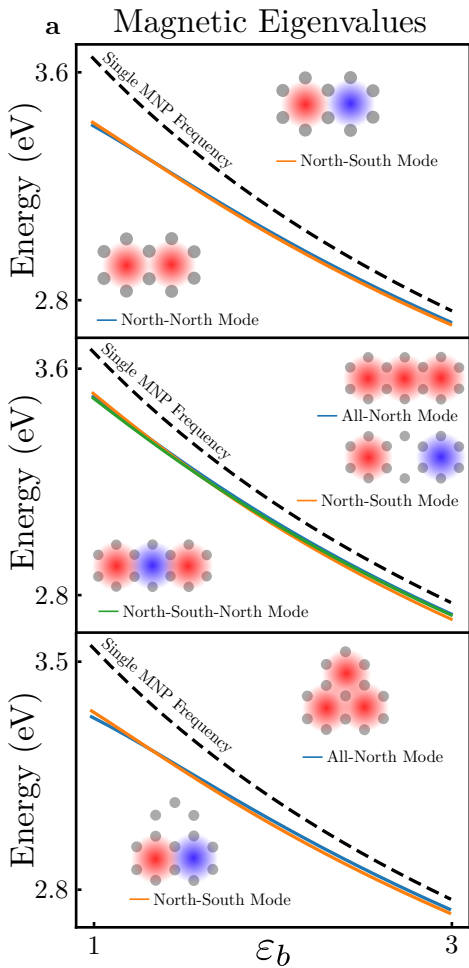 a Magnetic Eigenvalues
3.6
Single MNP Frequency
North-South Mode
Energy (eV)
North-North Mode
2.8
3.6
Single MNP Frequency
All-North Mode
North-South Mode
Energy (eV)
North-South-North Mode
2.8
3.5
Single MNP Frequency
All-North Mode
Energy (eV)
North-South Mode
2.8
1 ε_b 3